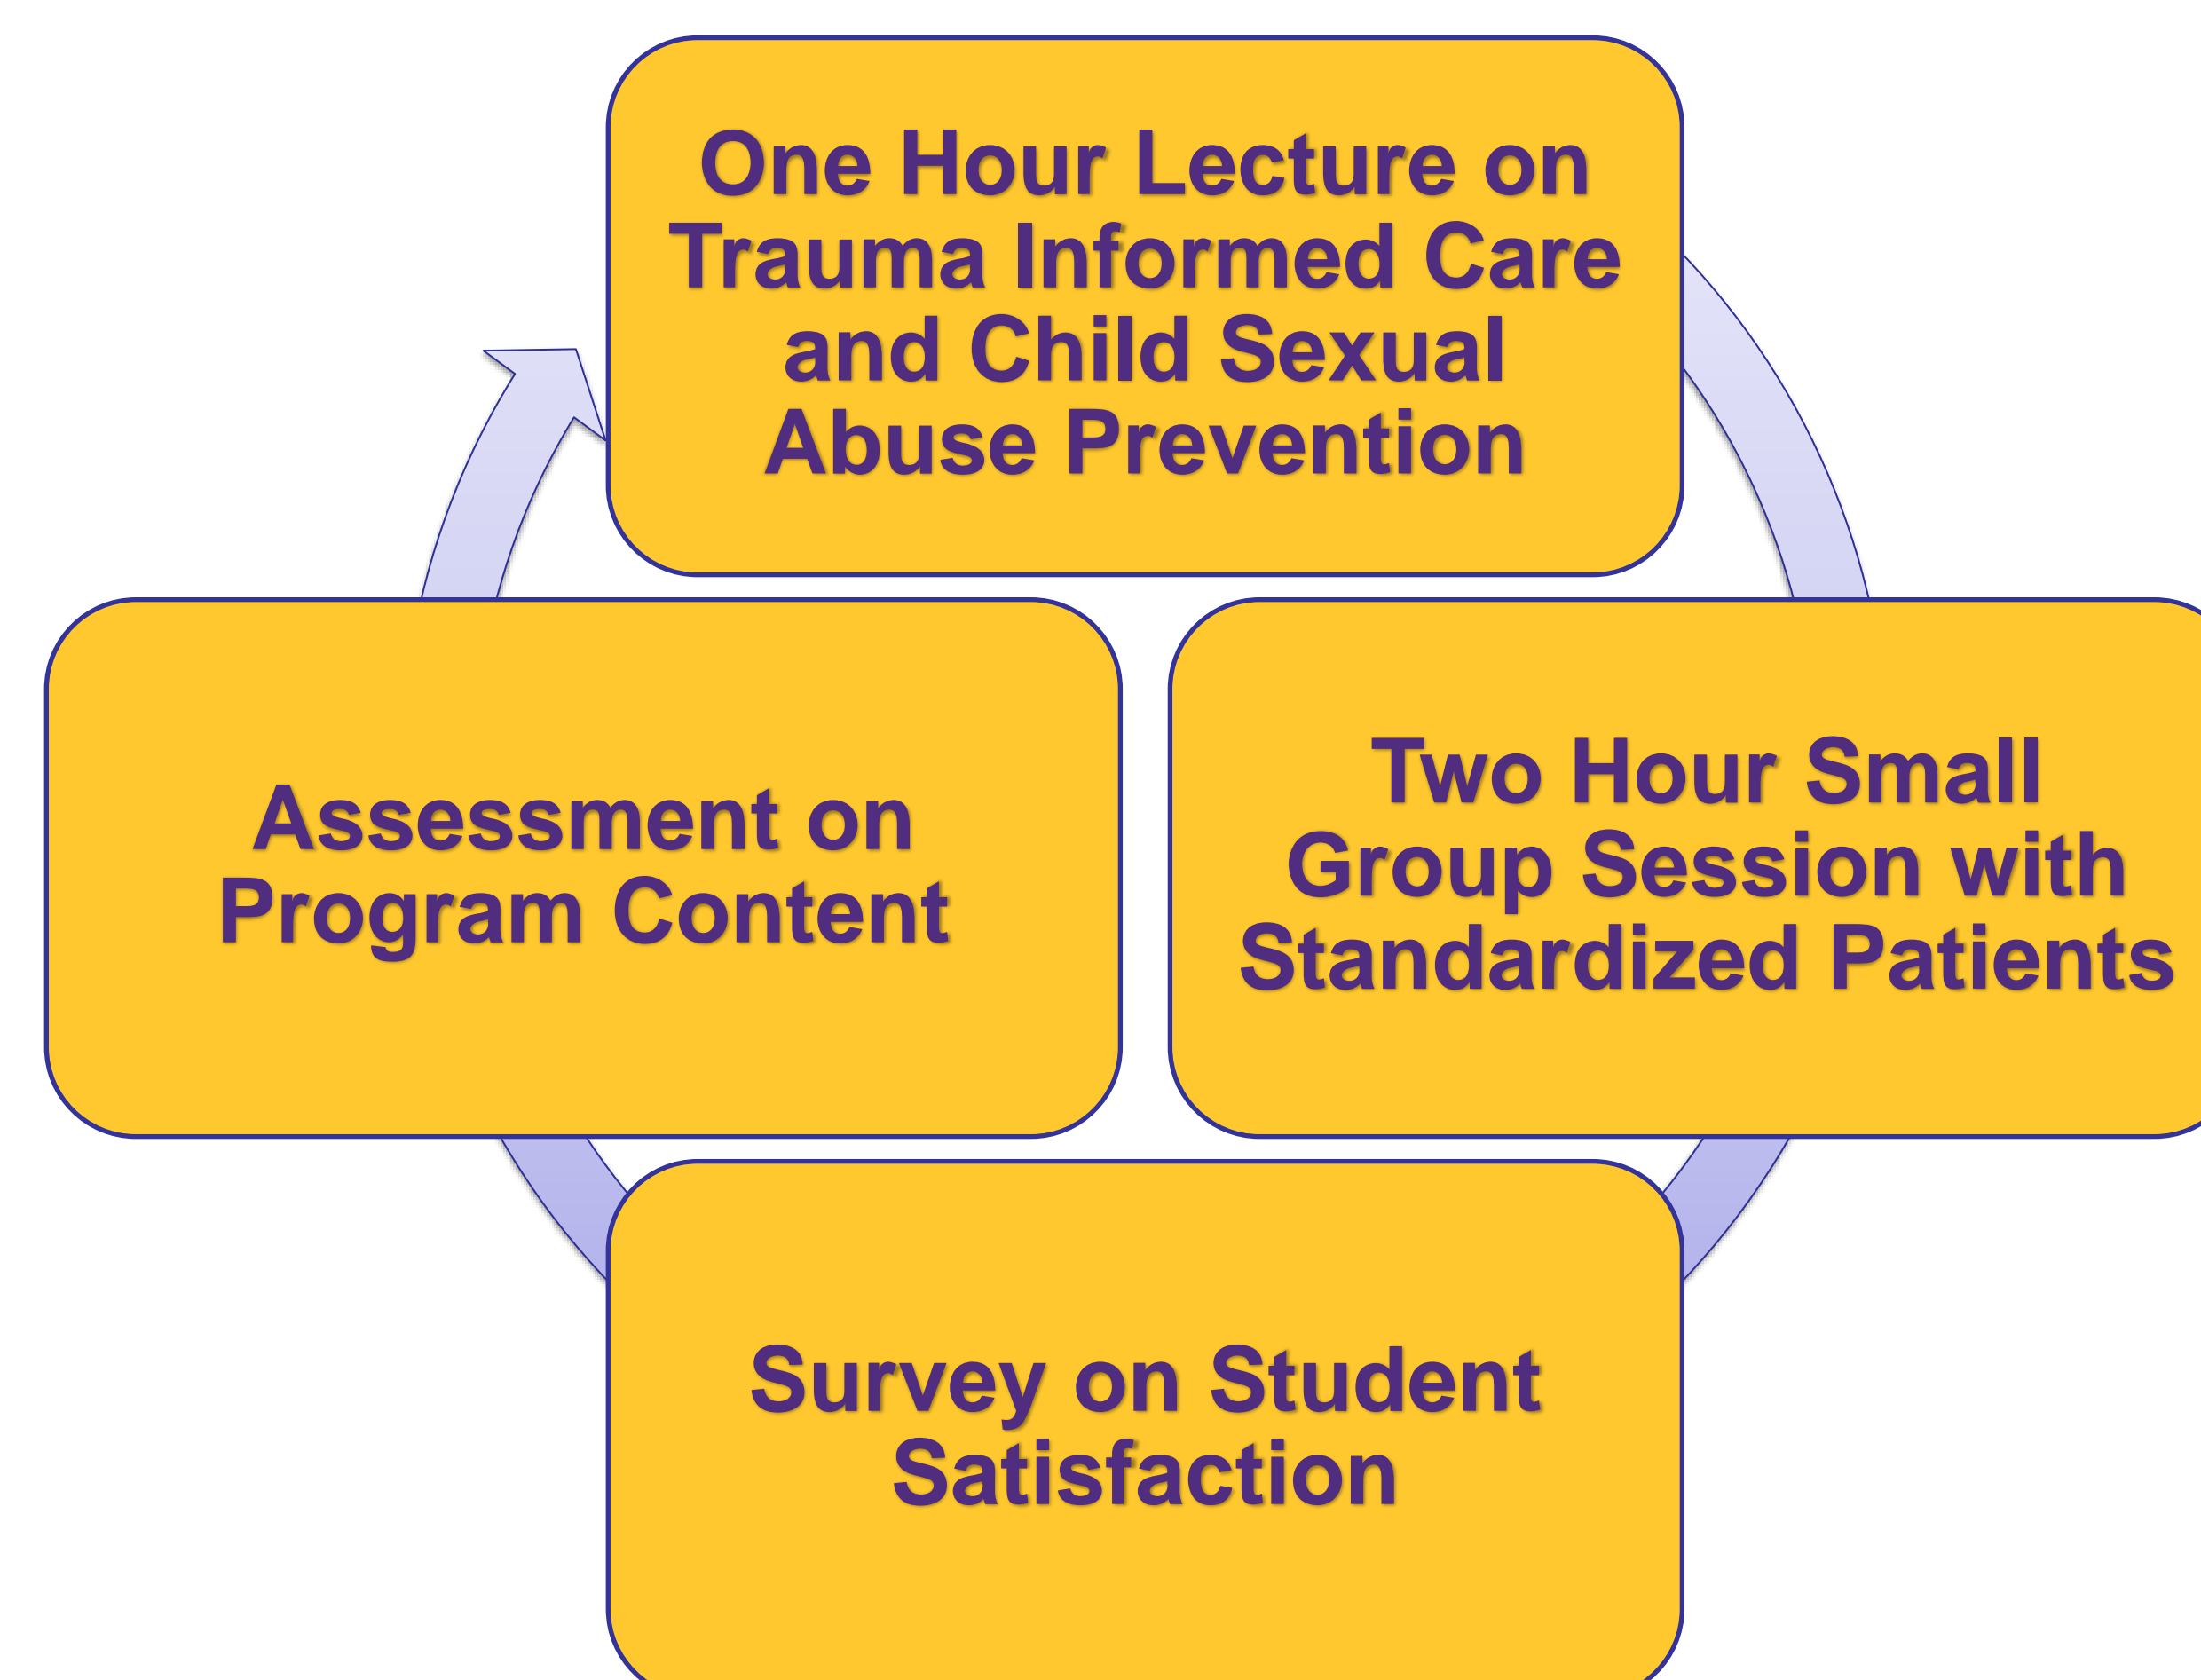 One Hour Lecture on
Trauma Informed Care
and Child Sexual
Abuse Prevention
Assessment on
Program Content
Two Hour Small
Group Session with
Standardized Patients
Survey on Student
Satisfaction